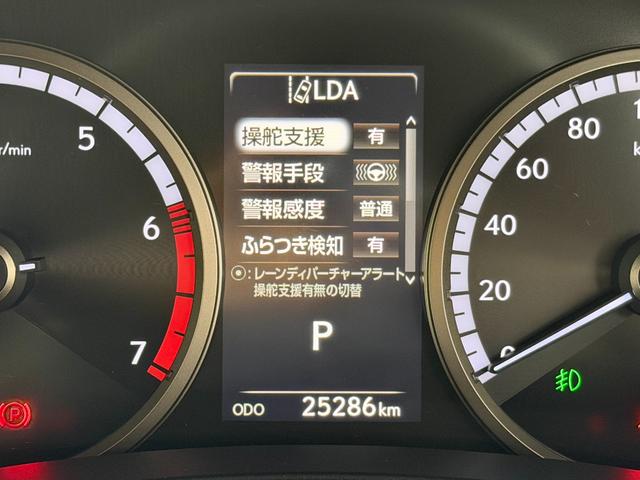 LDA
操舵支援 有
警報手段
警報感度 普通
ふらつき検知 有
:レーンディパーチャーアラート
操舵支援有無の切替
P
ODO 25286km
5
r/min
6
7
P
1
80
60
40
20
0
k